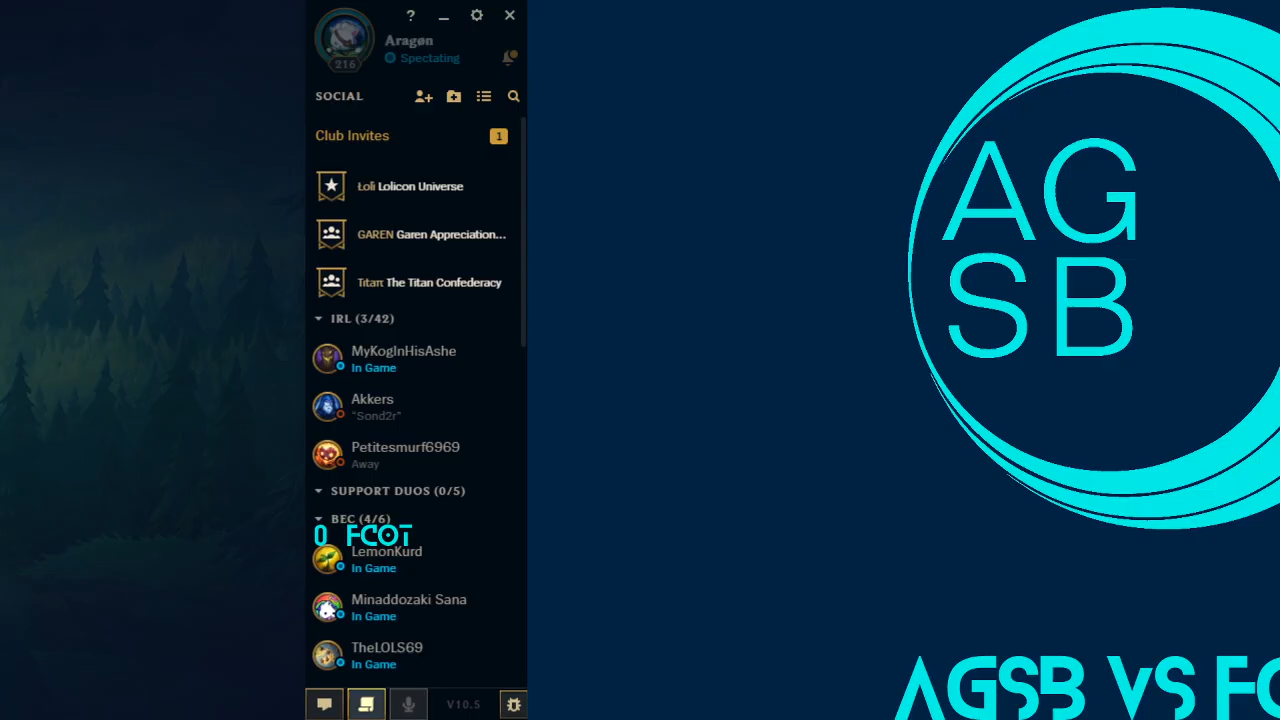 ?
Aragøn
216
Spectating
SOCIAL
Club Invites
1
Łoli Lolicon Universe
GAREN Garen Appreciation...
Tιtaπ The Titan Confederacy
IRL (3/42)
MyKogInHisAshe
In Game
Akkers
"Sond2r"
Petitesmurf6969
Away
SUPPORT DUOS (0/5)
BEC (4/6)
0 FCOT
LemonKurd
In Game
Minaddozaki Sana
In Game
TheLOLS69
In Game
V10.5
AG
SB
AGSB VS FC